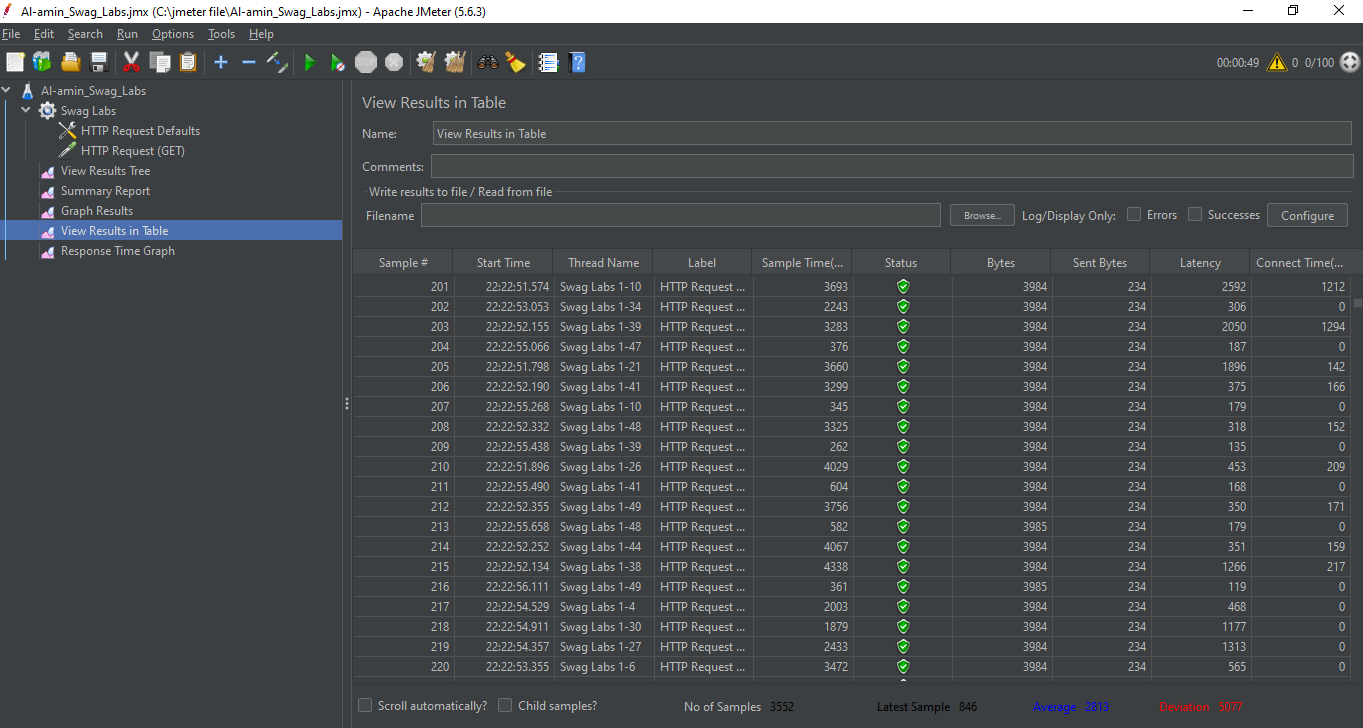 Al-amin_Swag_Labs.jmx (C:\jmeter file\Al-amin_Swag_Labs.jmx) - Apache JMeter (5.6.3)
File Edit Search Run Options Tools Help
STOP 00:00:49 0 0/100
Al-amin_Swag_Labs
Swag Labs
HTTP Request Defaults
HTTP Request (GET)
View Results Tree
Summary Report
Graph Results
View Results in Table
Response Time Graph
View Results in Table
Name: View Results in Table
Comments:
Write results to file / Read from file
Filename Browse... Log/Display Only: Errors Successes Configure
Sample # Start Time Thread Name Label Sample Time(... Status Bytes Sent Bytes Latency Connect Time(...
201 22:22:51.574 Swag Labs 1-10 HTTP Request ... 3693 3984 234 2592 1212
202 22:22:53.053 Swag Labs 1-34 HTTP Request ... 2243 3984 234 306 0
203 22:22:52.155 Swag Labs 1-39 HTTP Request ... 3283 3984 234 2050 1294
204 22:22:55.066 Swag Labs 1-47 HTTP Request ... 376 3984 234 187 0
205 22:22:51.798 Swag Labs 1-21 HTTP Request ... 3660 3984 234 1896 142
206 22:22:52.190 Swag Labs 1-41 HTTP Request ... 3299 3984 234 375 166
207 22:22:55.268 Swag Labs 1-10 HTTP Request ... 345 3984 234 179 0
208 22:22:52.332 Swag Labs 1-48 HTTP Request ... 3325 3984 234 318 152
209 22:22:55.438 Swag Labs 1-39 HTTP Request ... 262 3984 234 135 0
210 22:22:51.896 Swag Labs 1-26 HTTP Request ... 4029 3984 234 453 209
211 22:22:55.490 Swag Labs 1-41 HTTP Request ... 604 3984 234 168 0
212 22:22:52.355 Swag Labs 1-49 HTTP Request ... 3756 3984 234 350 171
213 22:22:55.658 Swag Labs 1-48 HTTP Request ... 582 3985 234 179 0
214 22:22:52.252 Swag Labs 1-44 HTTP Request ... 4067 3984 234 351 159
215 22:22:52.134 Swag Labs 1-38 HTTP Request ... 4338 3984 234 1266 217
216 22:22:56.111 Swag Labs 1-49 HTTP Request ... 361 3985 234 119 0
217 22:22:54.529 Swag Labs 1-4 HTTP Request ... 2003 3984 234 468 0
218 22:22:54.911 Swag Labs 1-30 HTTP Request ... 1879 3984 234 1177 0
219 22:22:54.357 Swag Labs 1-27 HTTP Request ... 2433 3984 234 1313 0
220 22:22:53.355 Swag Labs 1-6 HTTP Request ... 3472 3984 234 565 0
Scroll automatically? Child samples? No of Samples 3552 Latest Sample 846 Average 2813 Deviation 5077